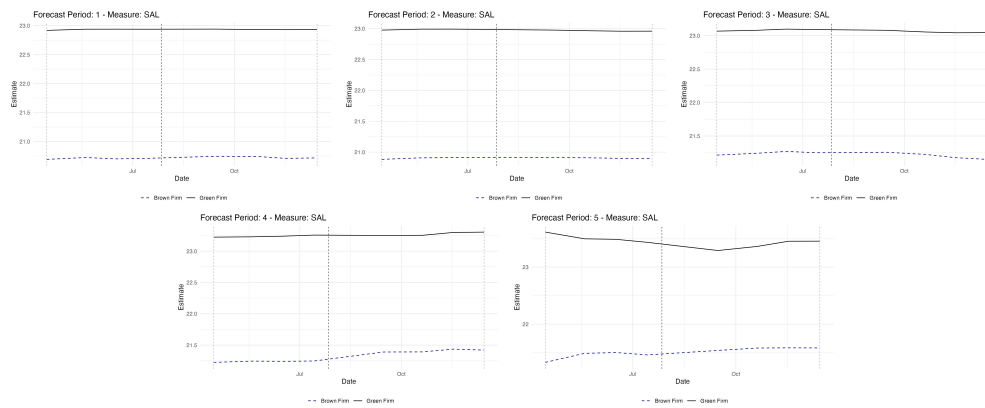 Forecast Period: 1 - Measure: SAL
23.0
22.5
22.0
21.5
21.0
Estimate
Jul
Oct
Date
Brown Firm
Green Firm
Forecast Period: 2 - Measure: SAL
23.0
22.5
22.0
21.5
21.0
Estimate
Jul
Oct
Date
Brown Firm
Green Firm
Forecast Period: 3 - Measure: SAL
23.0
22.5
22.0
21.5
Estimate
Jul
Oct
Date
Brown Firm
Green Firm
Forecast Period: 4 - Measure: SAL
23.0
22.5
22.0
21.5
Estimate
Jul
Oct
Date
Brown Firm
Green Firm
Forecast Period: 5 - Measure: SAL
23
22
Estimate
Jul
Oct
Date
Brown Firm
Green Firm